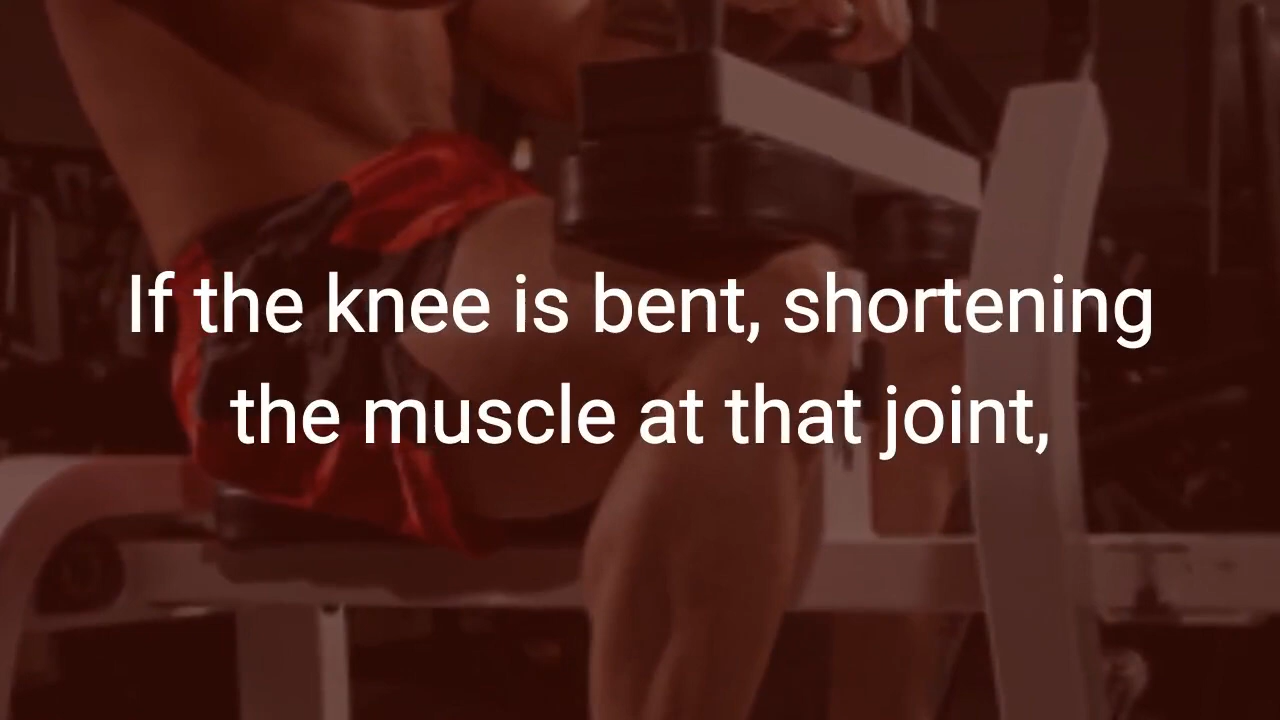 If the knee is bent, shortening
the muscle at that joint,